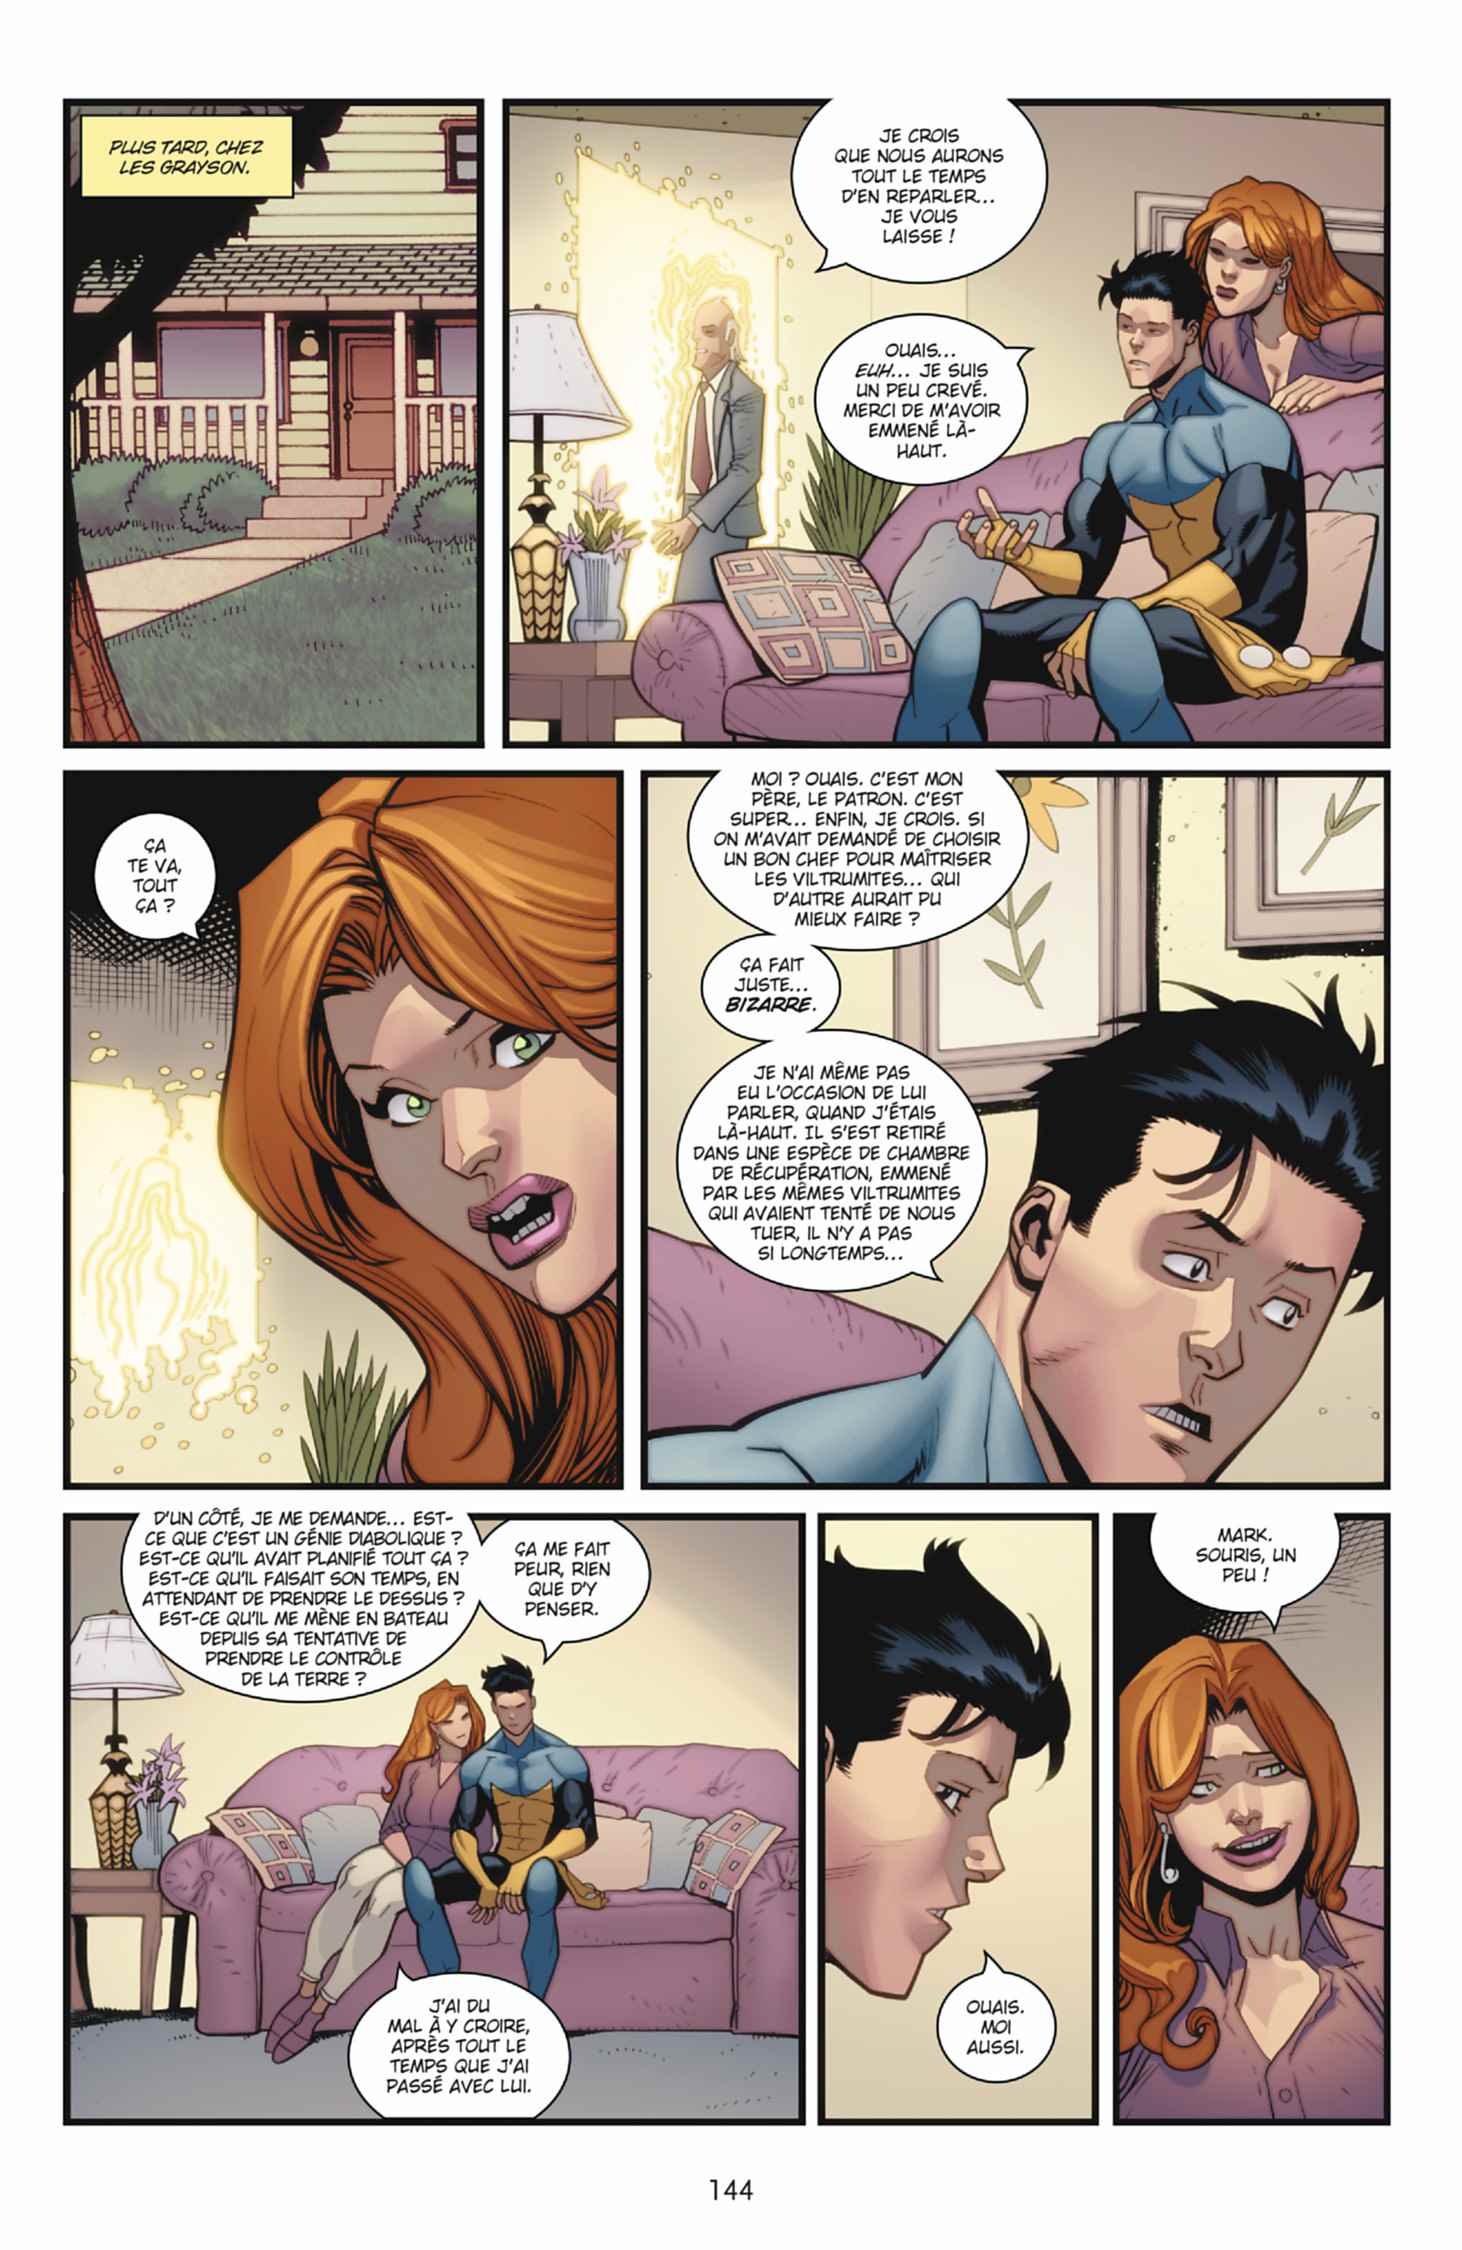 PLUS TARD, CHEZ
LES GRAYSON.
JE CROIS
QUE NOUS AURONS
TOUT LE TEMPS
D'EN REPARLER...
JE VOUS
LAISSE !
OUAIS...
EUH... JE SUIS
UN PEU CREVÉ.
MERCI DE M'AVOIR
EMMENÉ LÀ-
HAUT.
ÇA
TE VA,
TOUT
ÇA ?
MOI ? OUAIS. C'EST MON
PÈRE, LE PATRON. C'EST
SUPER... ENFIN, JE CROIS. SI
ON M'AVAIT DEMANDÉ DE CHOISIR
UN BON CHEF POUR MAÎTRISER
LES VILTRUMITES... QUI
D'AUTRE AURAIT PU
MIEUX FAIRE ?
ÇA FAIT
JUSTE...
BIZARRE.
JE N'AI MÊME PAS
EU L'OCCASION DE LUI
PARLER, QUAND J'ÉTAIS
LÀ-HAUT. IL S'EST RETIRÉ
DANS UNE ESPÈCE DE CHAMBRE
DE RÉCUPÉRATION, EMMENÉ
PAR LES MÊMES VILTRUMITES
QUI AVAIENT TENTÉ DE NOUS
TUER, IL N'Y A PAS
SI LONGTEMPS...
D'UN CÔTÉ, JE ME DEMANDE... EST-
CE QUE C'EST UN GÉNIE DIABOLIQUE ?
EST-CE QU'IL AVAIT PLANIFIÉ TOUT ÇA ?
EST-CE QU'IL FAISAIT SON TEMPS, EN
ATTENDANT DE PRENDRE LE DESSUS ?
EST-CE QU'IL ME MÈNE EN BATEAU
DEPUIS SA TENTATIVE DE
PRENDRE LE CONTRÔLE
DE LA TERRE ?
ÇA ME FAIT
PEUR, RIEN
QUE D'Y
PENSER.
J'AI DU
MAL À Y CROIRE,
APRÈS TOUT LE
TEMPS QUE J'AI
PASSÉ AVEC LUI.
OUAIS.
MOI
AUSSI.
MARK.
SOURIS, UN
PEU !
144